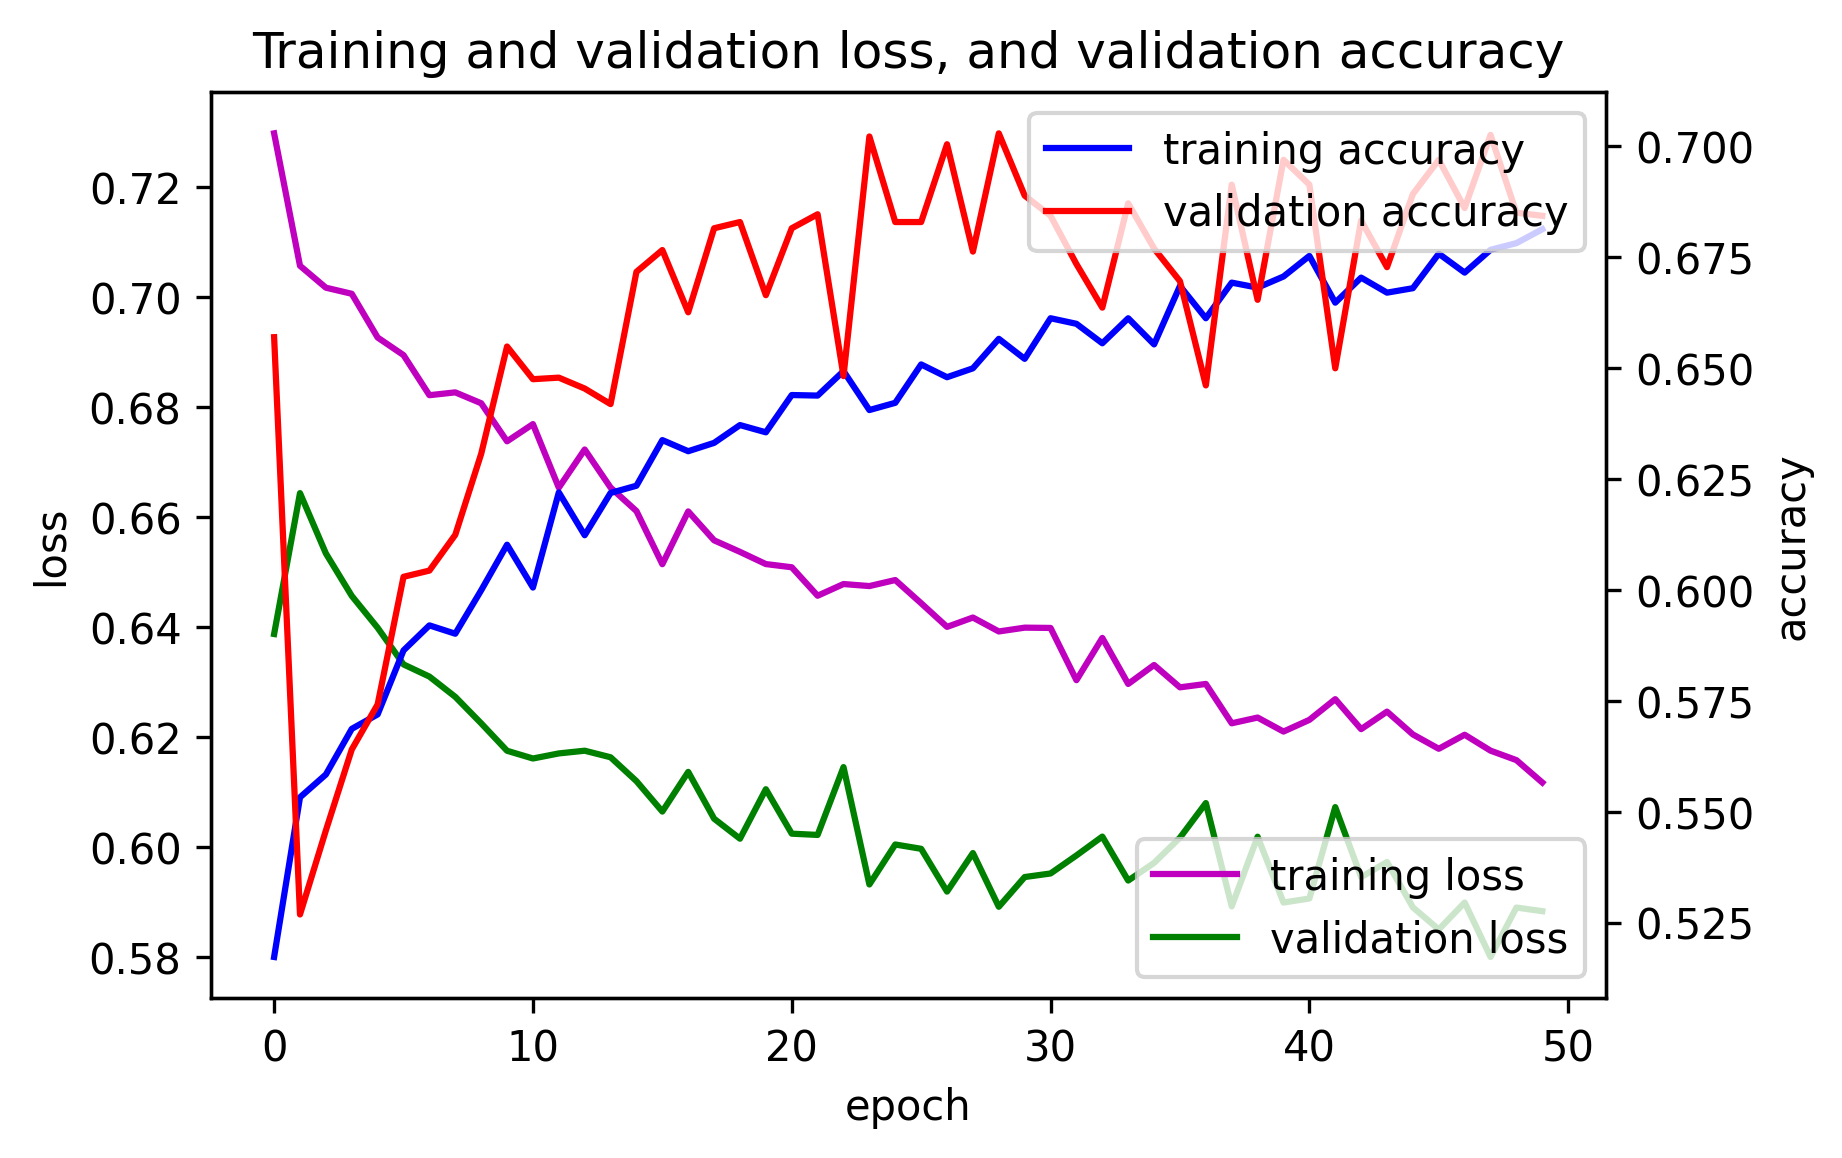 Training and validation loss, and validation accuracy
training accuracy
validation accuracy
0.72
0.70
0.68
0.66
0.64
0.62
0.60
0.58
loss
0.700
0.675
0.650
0.625
0.600
0.575
0.550
0.525
accuracy
training loss
validation loss
0 10 20 30 40 50
epoch